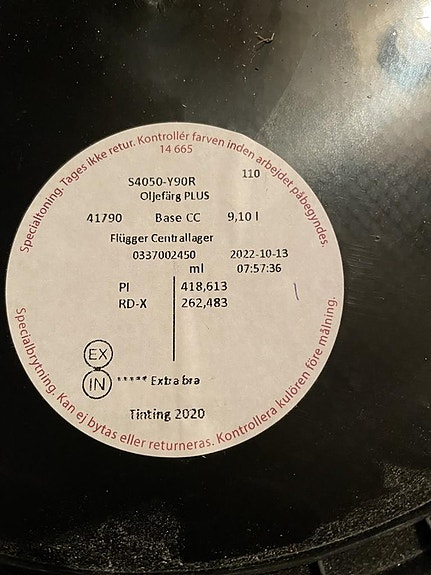 Specialtoning. Tages ikke retur. Kontrollér farven inden arbejdet påbegyndes.
14 665
110
S4050-Y90R
Oljefärg PLUS
41790 Base CC 9,10 l
Flügger Centrallager
0337002450 2022-10-13
ml 07:57:36
PI 418,613
RD-X 262,483
EX
IN ***** Extra bra
Tinting 2020
Specialbrytning. Kan ej bytas eller returneras. Kontrollera kulören före målning.